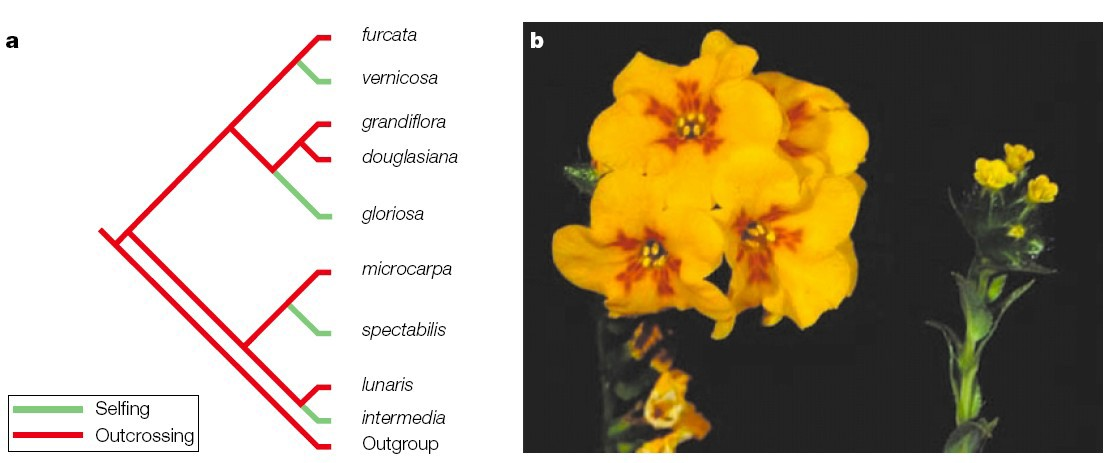 a
furcata
vernicosa
grandiflora
douglasiana
gloriosa
microcarpa
spectabilis
lunaris
intermedia
Outgroup
Selfing
Outcrossing
b